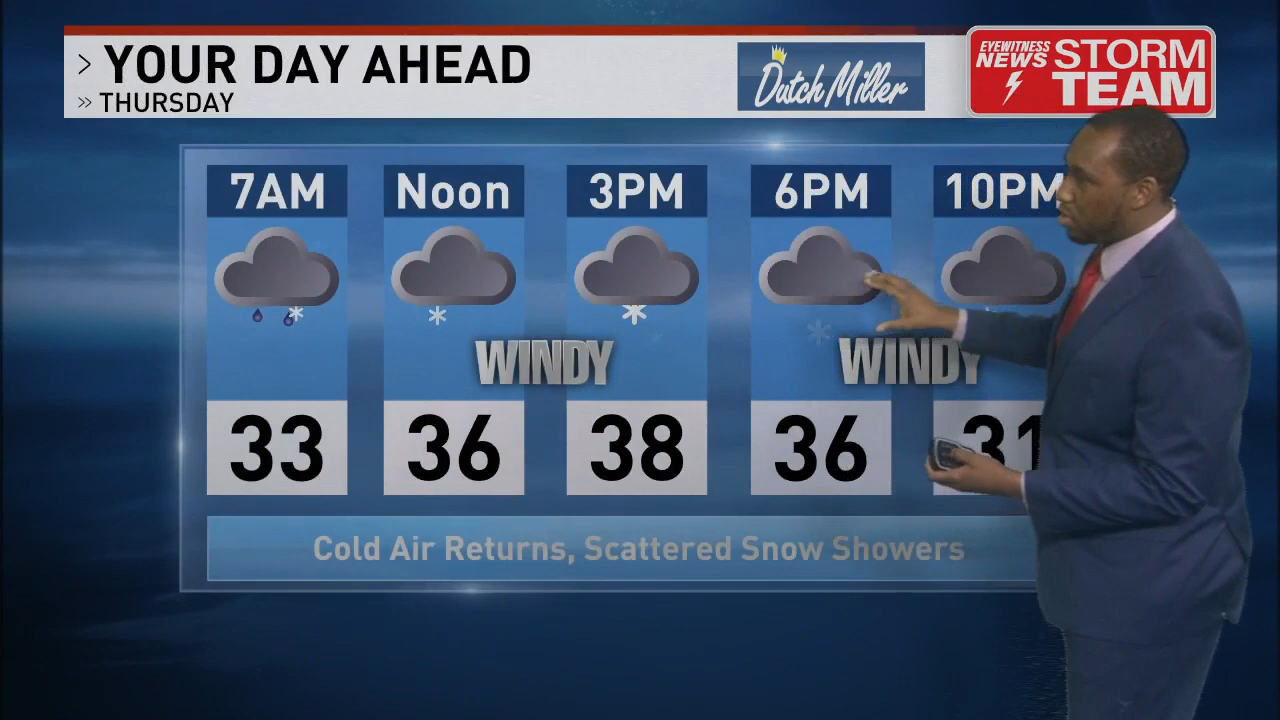 > YOUR DAY AHEAD
» THURSDAY
Dutch Miller
EYEWITNESS
NEWS
STORM
TEAM
7AM Noon 3PM 6PM 10PM
WINDY WINDY
33 36 38 36 31
Cold Air Returns, Scattered Snow Showers